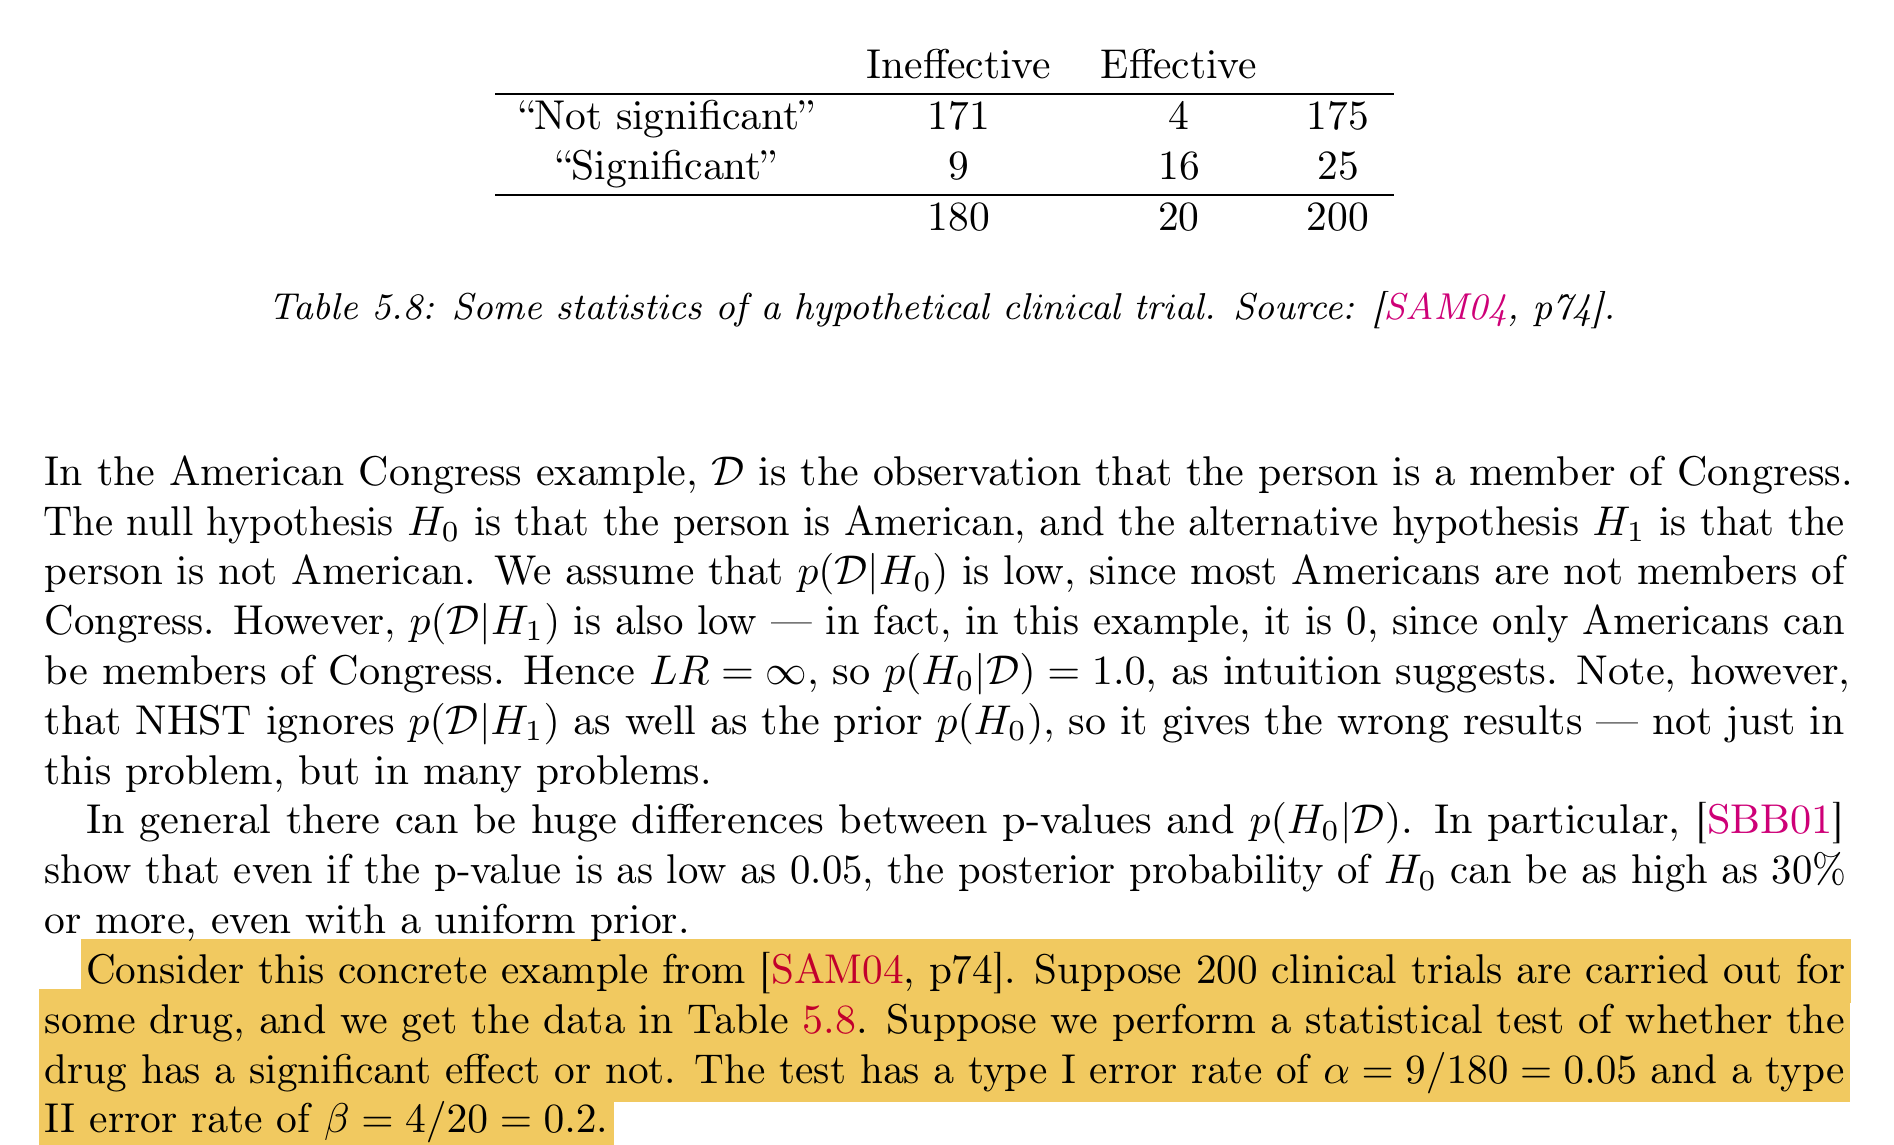 Ineffective Effective
“Not significant” 171 4 175
“Significant” 9 16 25
180 20 200
Table 5.8: Some statistics of a hypothetical clinical trial. Source: [SAM04, p74].
In the American Congress example, 𝒟 is the observation that the person is a member of Congress.
The null hypothesis H₀ is that the person is American, and the alternative hypothesis H₁ is that the
person is not American. We assume that p(𝒟|H₀) is low, since most Americans are not members of
Congress. However, p(𝒟|H₁) is also low — in fact, in this example, it is 0, since only Americans can
be members of Congress. Hence LR = ∞, so p(H₀|𝒟) = 1.0, as intuition suggests. Note, however,
that NHST ignores p(𝒟|H₁) as well as the prior p(H₀), so it gives the wrong results — not just in
this problem, but in many problems.
In general there can be huge differences between p-values and p(H₀|𝒟). In particular, [SBB01]
show that even if the p-value is as low as 0.05, the posterior probability of H₀ can be as high as 30%
or more, even with a uniform prior.
Consider this concrete example from [SAM04, p74]. Suppose 200 clinical trials are carried out for
some drug, and we get the data in Table 5.8. Suppose we perform a statistical test of whether the
drug has a significant effect or not. The test has a type I error rate of α = 9/180 = 0.05 and a type
II error rate of β = 4/20 = 0.2.